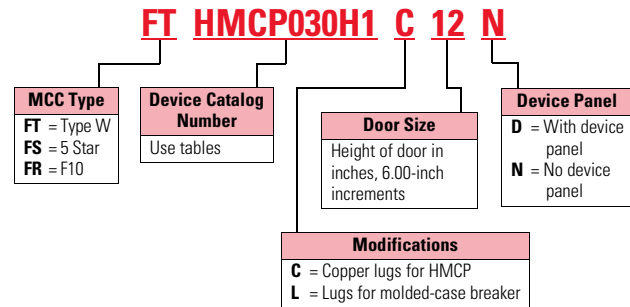 FT HMCP030H1 C 12 N
MCC Type
FT = Type W
FS = 5 Star
FR = F10
Device Catalog
Number
Use tables
Door Size
Height of door in
inches, 6.00-inch
increments
Device Panel
D = With device
panel
N = No device
panel
Modifications
C = Copper lugs for HMCP
L = Lugs for molded-case breaker